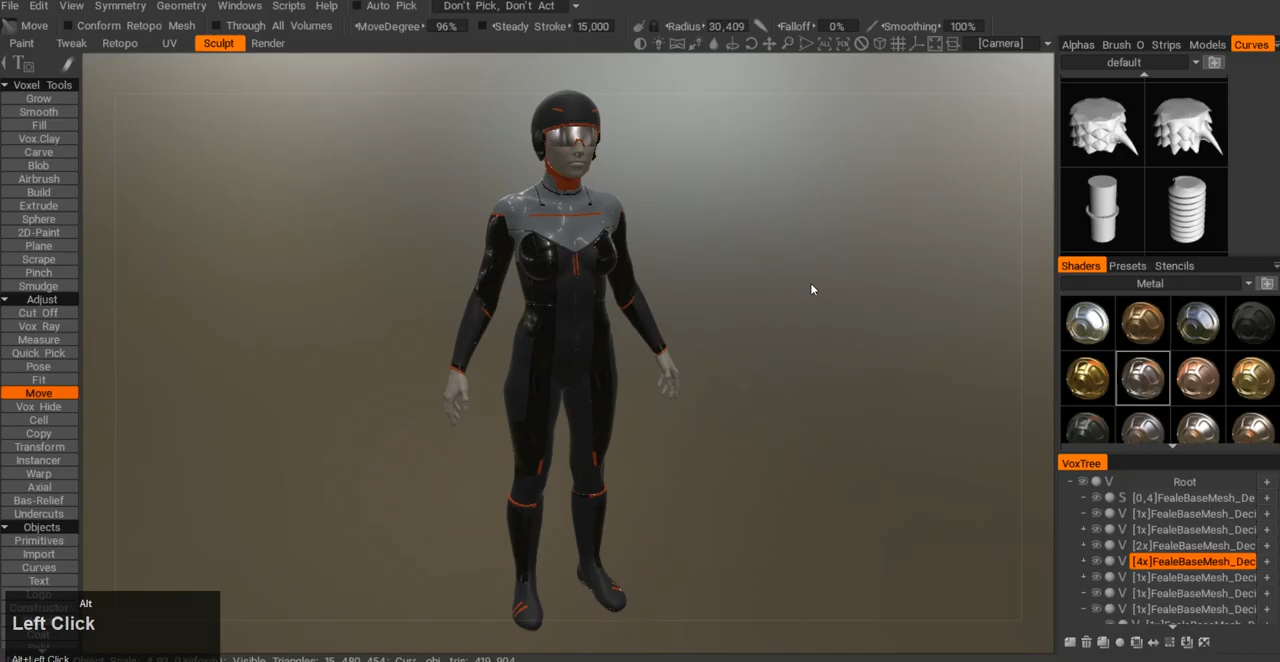 File Edit View Symmetry Geometry Windows Scripts Help Auto Pick Don't Pick, Don't Act
Move Conform Retopo Mesh Through All Volumes MoveDegree 96% Steady Stroke 15,000 Radius 30,409 Falloff 0% Smoothing 100%
Paint Tweak Retopo UV Sculpt Render [Camera] Alphas Brush O Strips Models Curves
default
Voxel Tools
Grow
Smooth
Fill
Vox.Clay
Carve
Blob
Airbrush
Build
Extrude
Sphere
2D-Paint
Plane
Scrape
Pinch
Smudge
Adjust
Cut Off
Vox Ray
Measure
Quick Pick
Pose
Fit
Move
Vox Hide
Cell
Copy
Transform
Instancer
Warp
Axial
Bas-Relief
Undercuts
Objects
Primitives
Import
Curves
Text
Logo
Constructor
Coat
Alt
Left Click
Alt+Left Click
Shaders Presets Stencils
Metal
VoxTree
V Root
S [0,4]FealeBaseMesh_De
V [1x]FealeBaseMesh_Deci
V [1x]FealeBaseMesh_Deci
V [2x]FealeBaseMesh_Dec
V [4x]FealeBaseMesh_Dec
V [1x]FealeBaseMesh_Deci
V [1x]FealeBaseMesh_Deci
V [1x]FealeBaseMesh_Deci